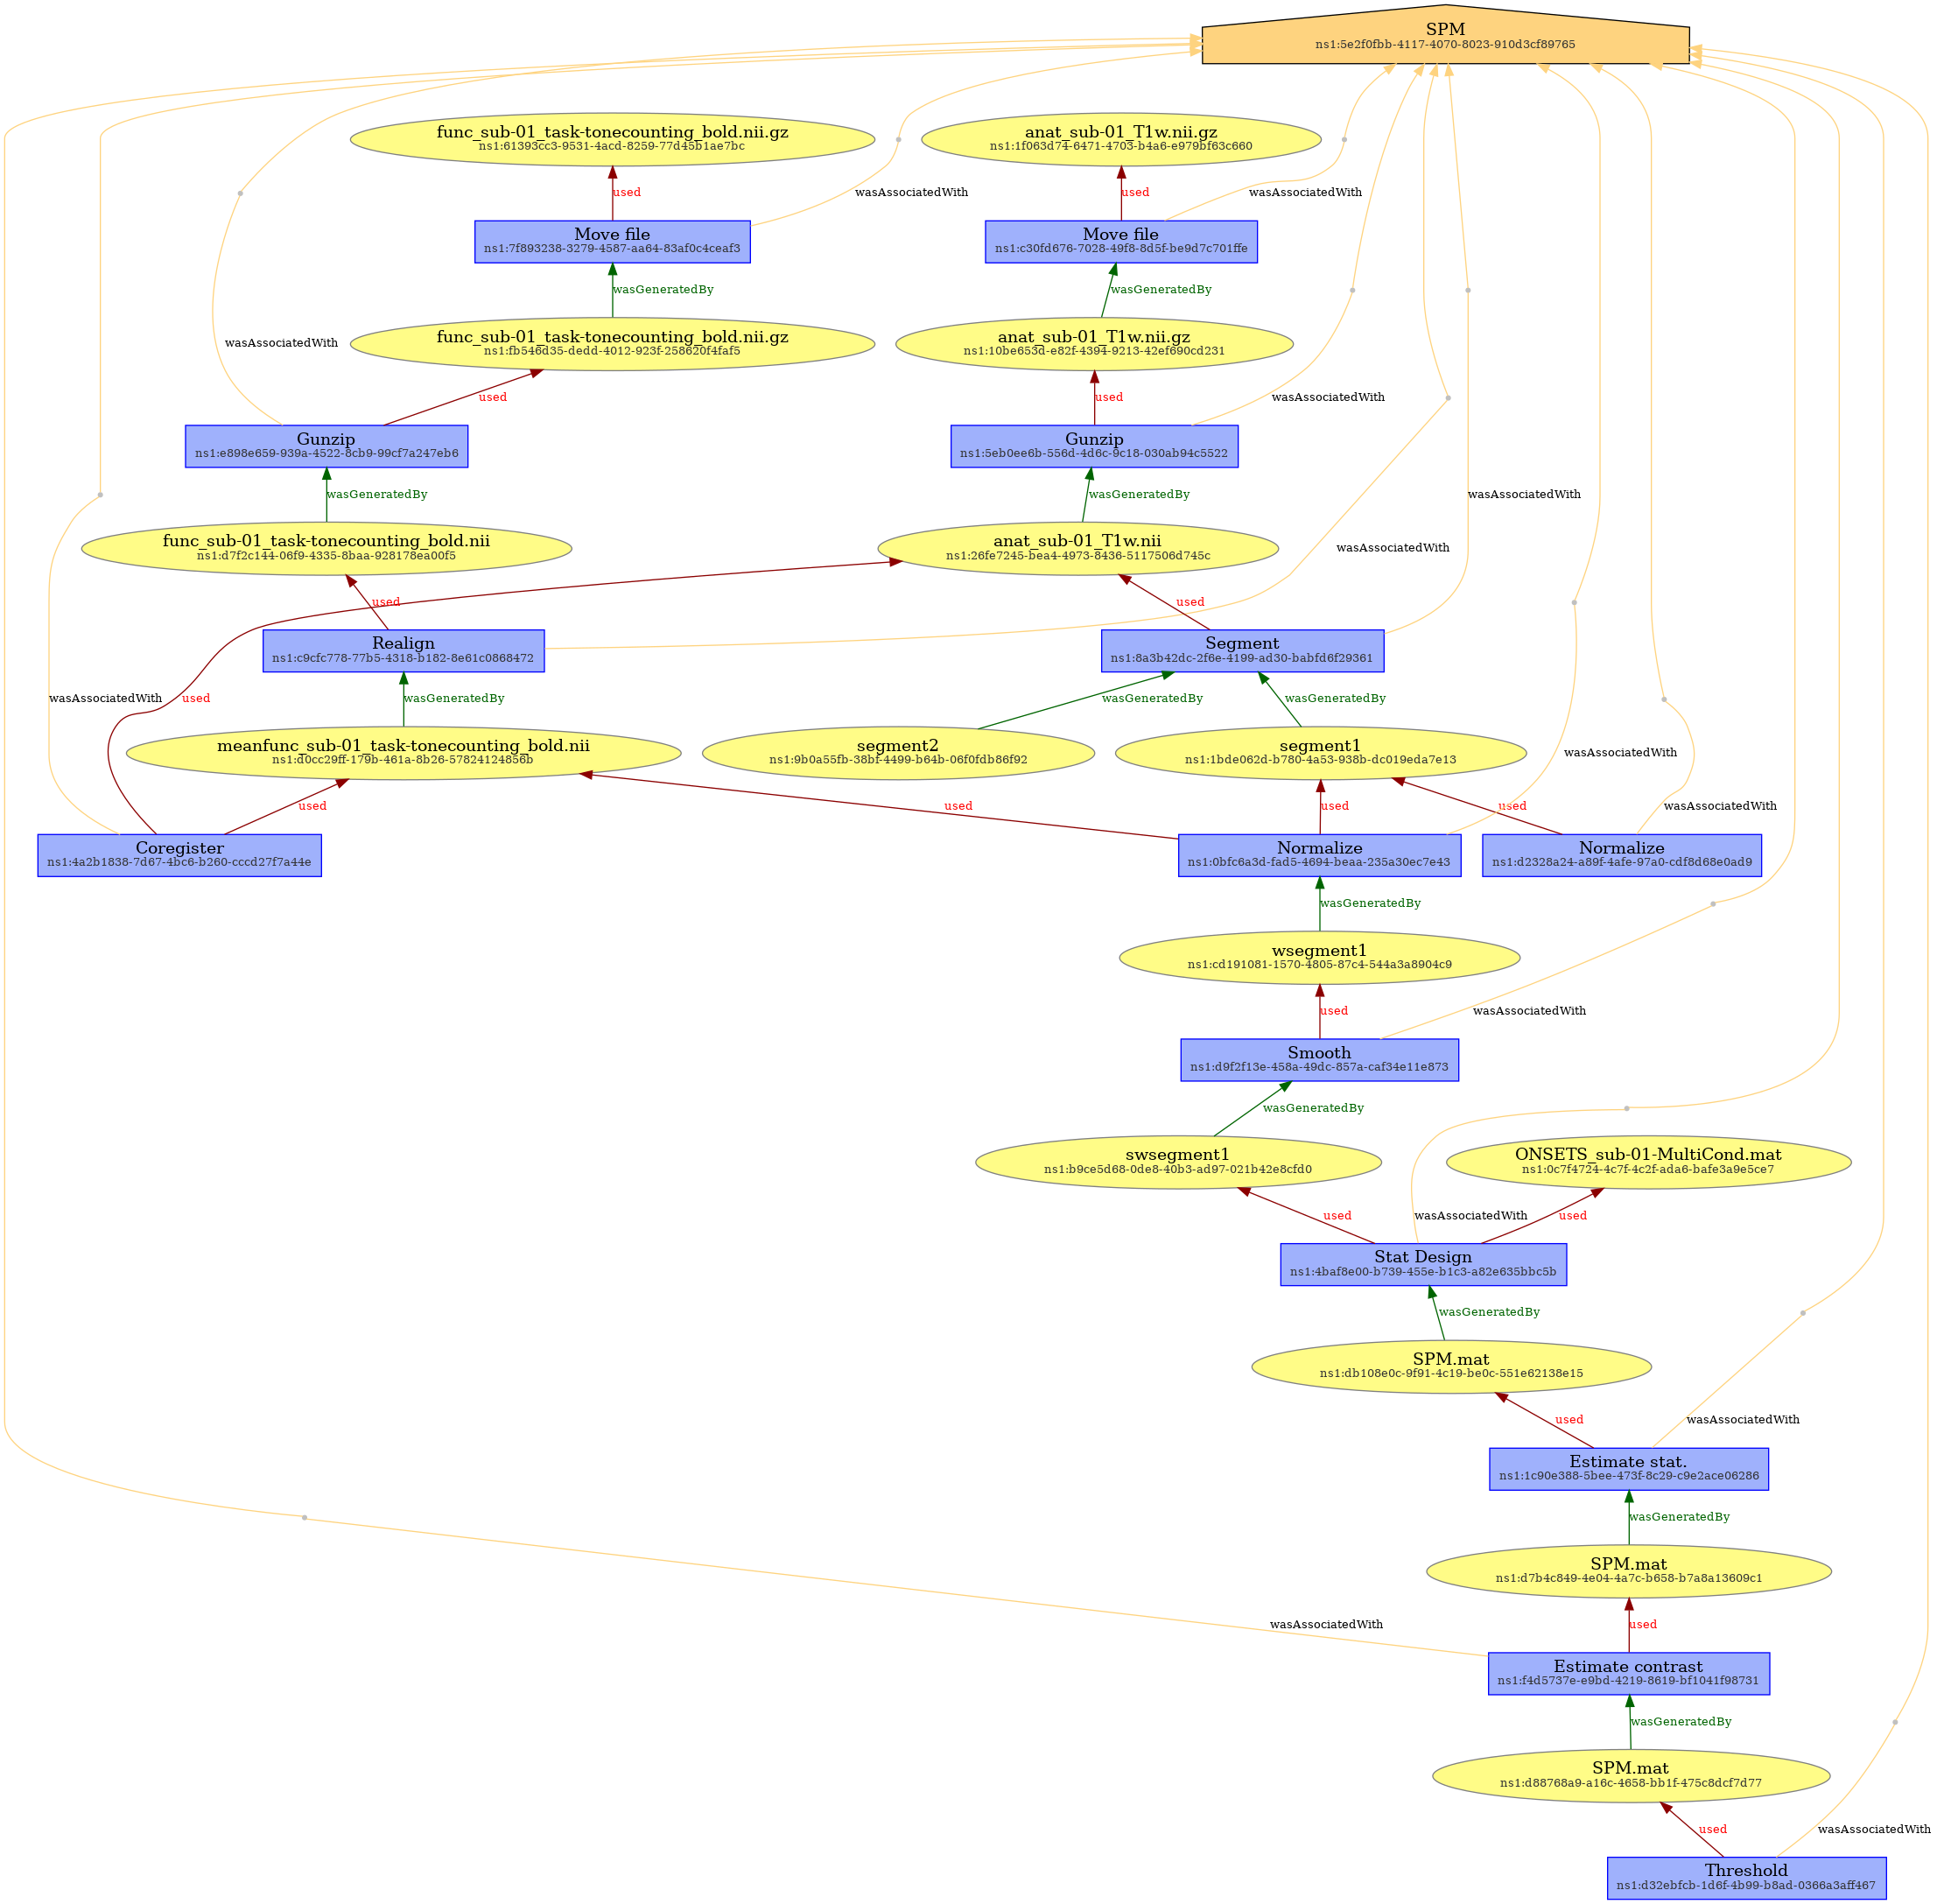 SPM
ns1:5e2f0fbb-4117-4070-8023-910d3cf89765
func_sub-01_task-tonecounting_bold.nii.gz
ns1:61393cc3-9531-4acd-8259-77d45b1ae7bc
anat_sub-01_T1w.nii.gz
ns1:1f063d74-6471-4703-b4a6-e979bf63c660
used
wasAssociatedWith
used
wasAssociatedWith
Move file
ns1:7f893238-3279-4587-aa64-83af0c4ceaf3
Move file
ns1:c30fd676-7028-49f8-8d5f-be9d7c701ffe
wasGeneratedBy
wasGeneratedBy
wasAssociatedWith
func_sub-01_task-tonecounting_bold.nii.gz
ns1:fb546d35-dedd-4012-923f-258620f4faf5
anat_sub-01_T1w.nii.gz
ns1:10be653d-e82f-4394-9213-42ef690cd231
used
used
wasAssociatedWith
Gunzip
ns1:e898e659-939a-4522-8cb9-99cf7a247eb6
Gunzip
ns1:5eb0ee6b-556d-4d6c-9c18-030ab94c5522
wasGeneratedBy
wasGeneratedBy
wasAssociatedWith
func_sub-01_task-tonecounting_bold.nii
ns1:d7f2c144-06f9-4335-8baa-928178ea00f5
anat_sub-01_T1w.nii
ns1:26fe7245-bea4-4973-8436-5117506d745c
wasAssociatedWith
used
used
Realign
ns1:c9cfc778-77b5-4318-b182-8e61c0868472
Segment
ns1:8a3b42dc-2f6e-4199-ad30-babfd6f29361
wasAssociatedWith
used
wasGeneratedBy
wasGeneratedBy
wasGeneratedBy
meanfunc_sub-01_task-tonecounting_bold.nii
ns1:d0cc29ff-179b-461a-8b26-57824124856b
segment2
ns1:9b0a55fb-38bf-4499-b64b-06f0fdb86f92
segment1
ns1:1bde062d-b780-4a53-938b-dc019eda7e13
wasAssociatedWith
used
used
used
used
wasAssociatedWith
Coregister
ns1:4a2b1838-7d67-4bc6-b260-cccd27f7a44e
Normalize
ns1:0bfc6a3d-fad5-4694-beaa-235a30ec7e43
Normalize
ns1:d2328a24-a89f-4afe-97a0-cdf8d68e0ad9
wasGeneratedBy
wsegment1
ns1:cd191081-1570-4805-87c4-544a3a8904c9
used
wasAssociatedWith
Smooth
ns1:d9f2f13e-458a-49dc-857a-caf34e11e873
wasGeneratedBy
swsegment1
ns1:b9ce5d68-0de8-40b3-ad97-021b42e8cfd0
ONSETS_sub-01-MultiCond.mat
ns1:0c7f4724-4c7f-4c2f-ada6-bafe3a9e5ce7
used
wasAssociatedWith
used
Stat Design
ns1:4baf8e00-b739-455e-b1c3-a82e635bbc5b
wasGeneratedBy
SPM.mat
ns1:db108e0c-9f91-4c19-be0c-551e62138e15
used
wasAssociatedWith
Estimate stat.
ns1:1c90e388-5bee-473f-8c29-c9e2ace06286
wasGeneratedBy
SPM.mat
ns1:d7b4c849-4e04-4a7c-b658-b7a8a13609c1
wasAssociatedWith
used
Estimate contrast
ns1:f4d5737e-e9bd-4219-8619-bf1041f98731
wasGeneratedBy
SPM.mat
ns1:d88768a9-a16c-4658-bb1f-475c8dcf7d77
used
wasAssociatedWith
Threshold
ns1:d32ebfcb-1d6f-4b99-b8ad-0366a3aff467